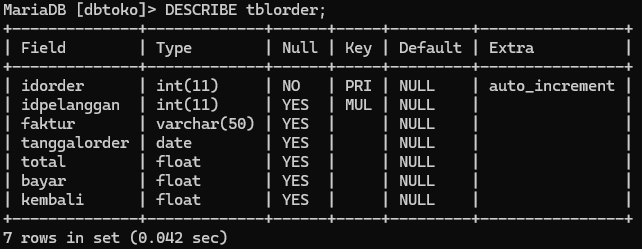 MariaDB [dbtoko]> DESCRIBE tblorder;
+--------------+-------------+------+-----+---------+----------------+
| Field        | Type        | Null | Key | Default | Extra          |
+--------------+-------------+------+-----+---------+----------------+
| idorder      | int(11)     | NO   | PRI | NULL    | auto_increment |
| idpelanggan  | int(11)     | YES  | MUL | NULL    |                |
| faktur       | varchar(50) | YES  |     | NULL    |                |
| tanggalorder | date        | YES  |     | NULL    |                |
| total        | float       | YES  |     | NULL    |                |
| bayar        | float       | YES  |     | NULL    |                |
| kembali      | float       | YES  |     | NULL    |                |
+--------------+-------------+------+-----+---------+----------------+
7 rows in set (0.042 sec)